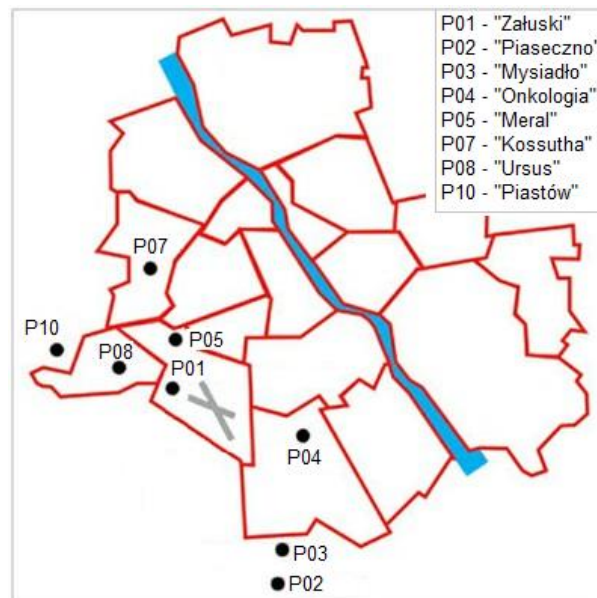 P01 - "Załuski"
P02 - "Piaseczno"
P03 - "Mysiadło"
P04 - "Onkologia"
P05 - "Meral"
P07 - "Kossutha"
P08 - "Ursus"
P10 - "Piastów"
P07
P10
P05
P08
P01
P04
P03
P02